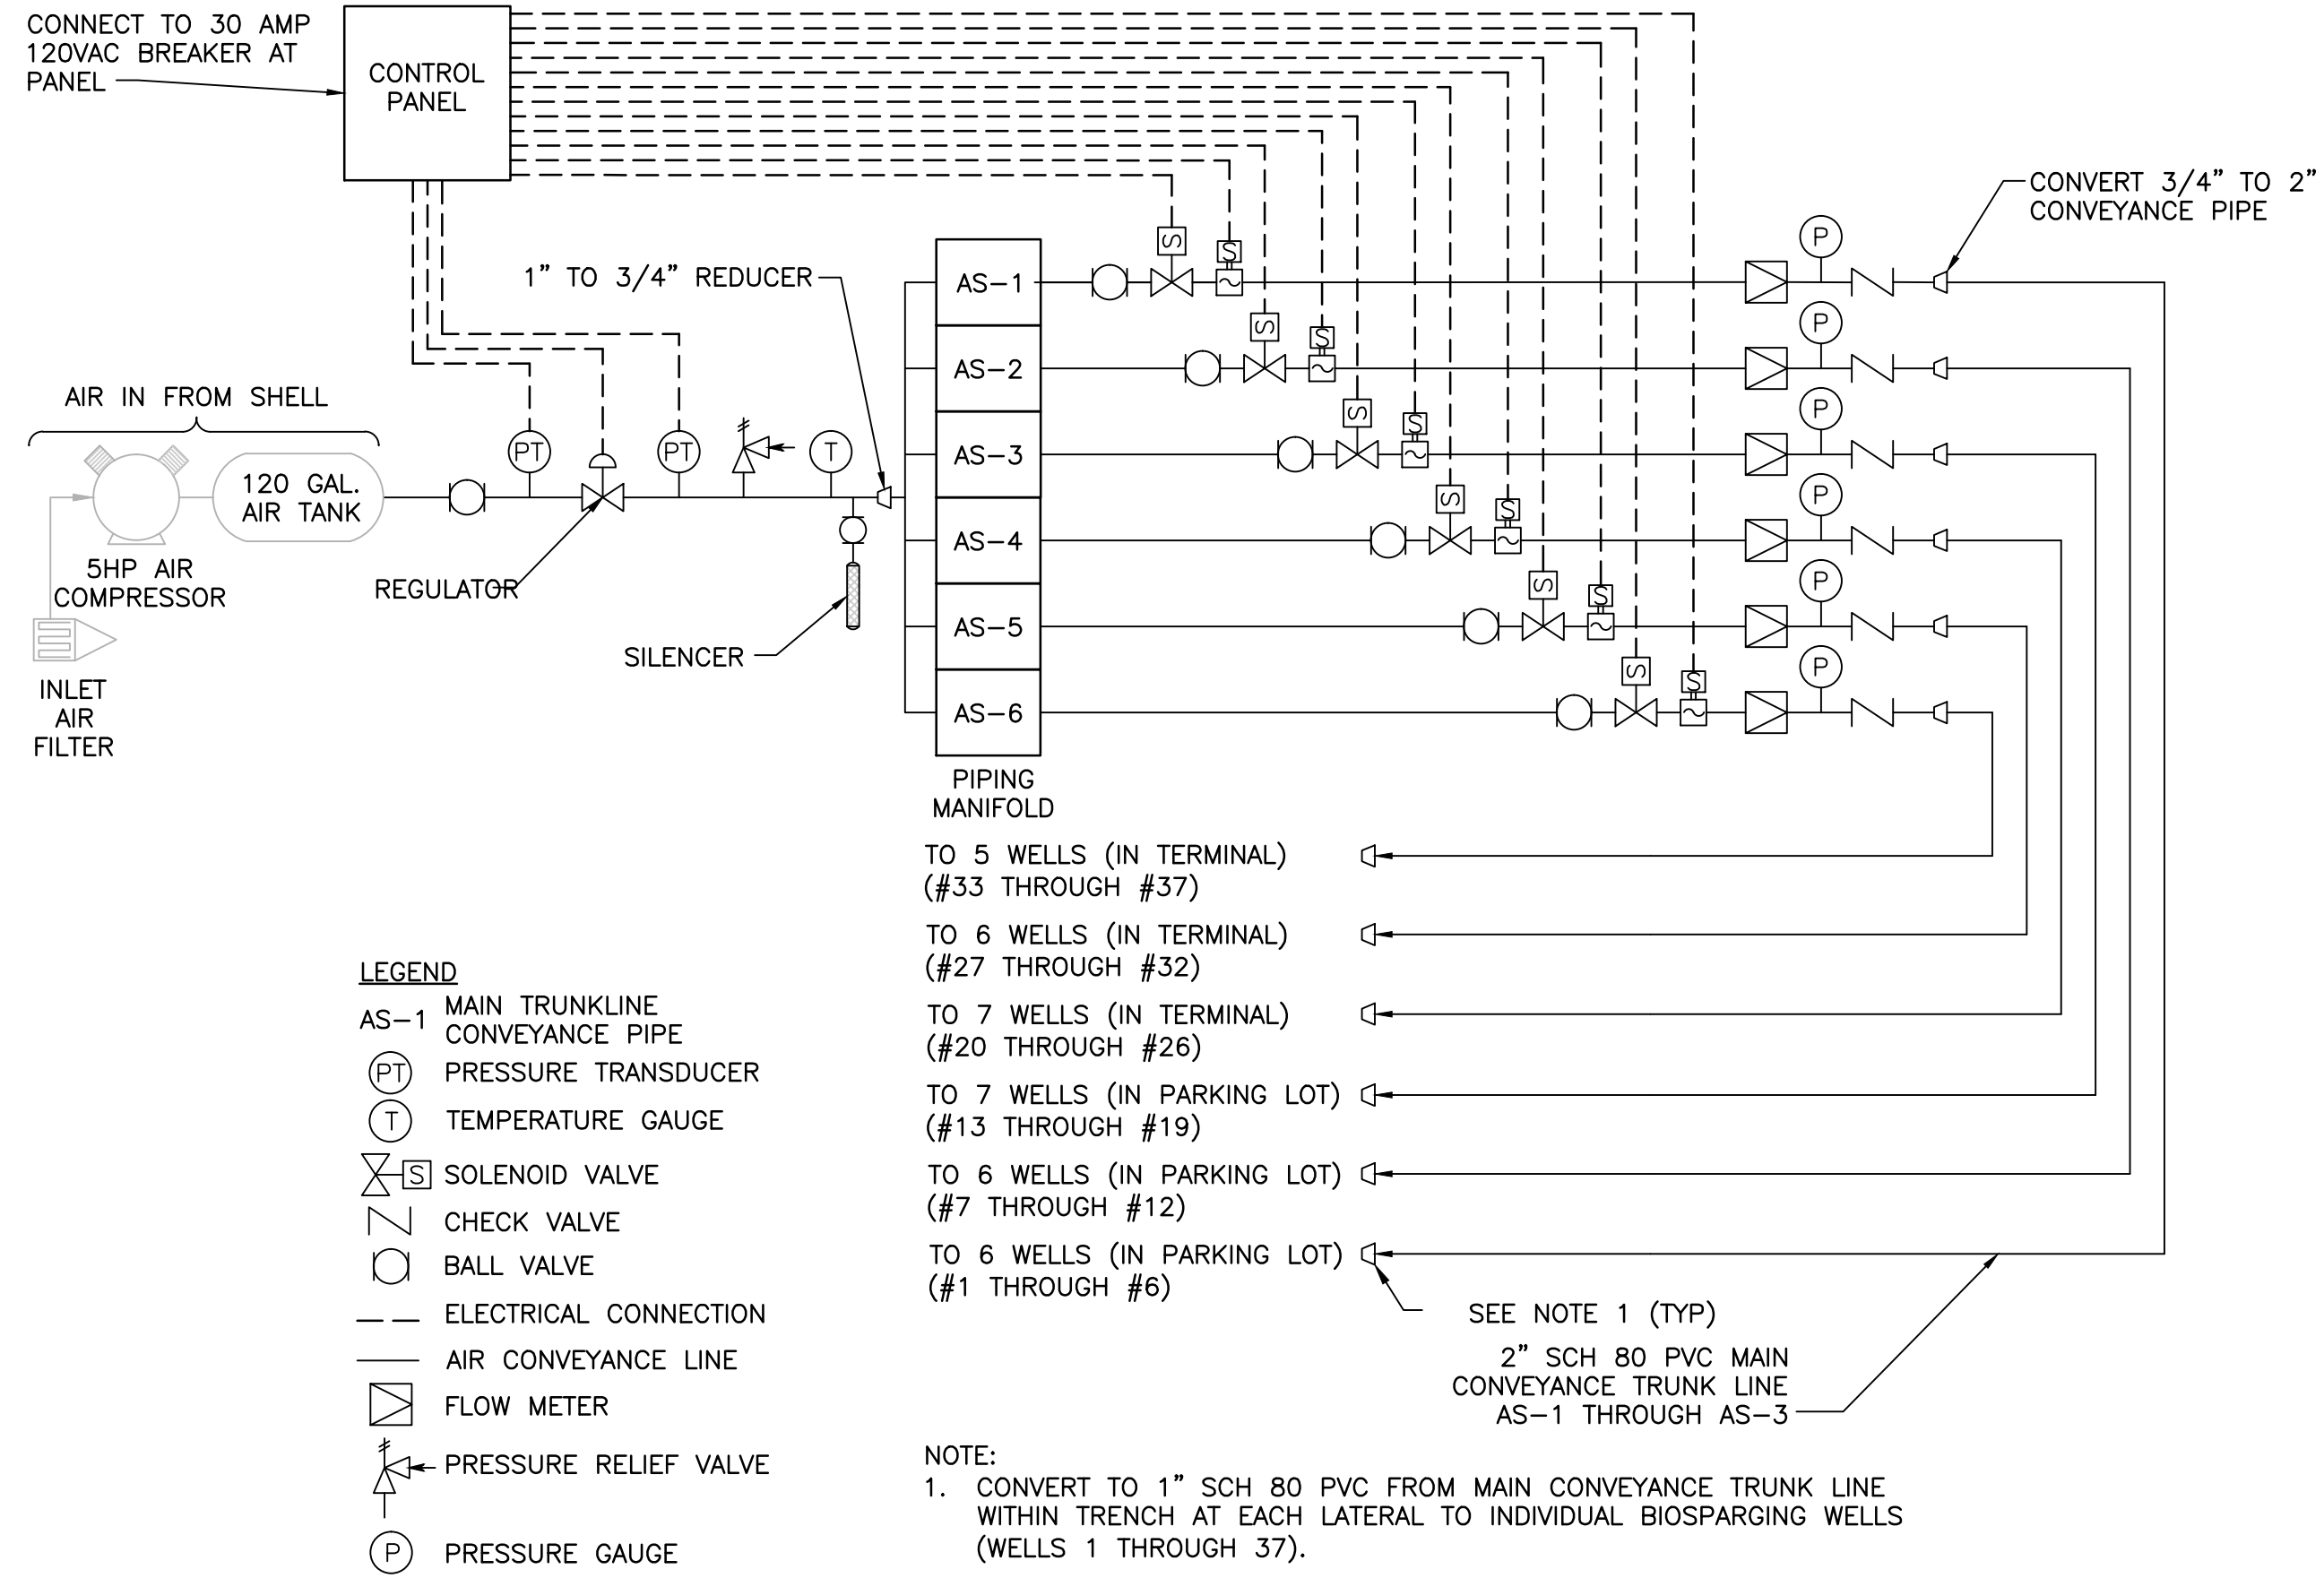 CONNECT TO 30 AMP
120VAC BREAKER AT
PANEL
CONTROL
PANEL
CONVERT 3/4” TO 2”
CONVEYANCE PIPE
1” TO 3/4” REDUCER
AIR IN FROM SHELL
120 GAL.
AIR TANK
5HP AIR
COMPRESSOR
INLET
AIR
FILTER
PT
PT
T
REGULATOR
SILENCER
AS-1
AS-2
AS-3
AS-4
AS-5
AS-6
PIPING
MANIFOLD
S
S
P
S
S
P
S
S
P
S
S
P
S
S
P
S
S
P
TO 5 WELLS (IN TERMINAL)
(#33 THROUGH #37)
TO 6 WELLS (IN TERMINAL)
(#27 THROUGH #32)
TO 7 WELLS (IN TERMINAL)
(#20 THROUGH #26)
TO 7 WELLS (IN PARKING LOT)
(#13 THROUGH #19)
TO 6 WELLS (IN PARKING LOT)
(#7 THROUGH #12)
TO 6 WELLS (IN PARKING LOT)
(#1 THROUGH #6)
SEE NOTE 1 (TYP)
2” SCH 80 PVC MAIN
CONVEYANCE TRUNK LINE
AS-1 THROUGH AS-3
LEGEND
AS-1 MAIN TRUNKLINE
CONVEYANCE PIPE
PT PRESSURE TRANSDUCER
T TEMPERATURE GAUGE
S SOLENOID VALVE
CHECK VALVE
BALL VALVE
ELECTRICAL CONNECTION
AIR CONVEYANCE LINE
FLOW METER
PRESSURE RELIEF VALVE
P PRESSURE GAUGE
NOTE:
1. CONVERT TO 1” SCH 80 PVC FROM MAIN CONVEYANCE TRUNK LINE
WITHIN TRENCH AT EACH LATERAL TO INDIVIDUAL BIOSPARGING WELLS
(WELLS 1 THROUGH 37).